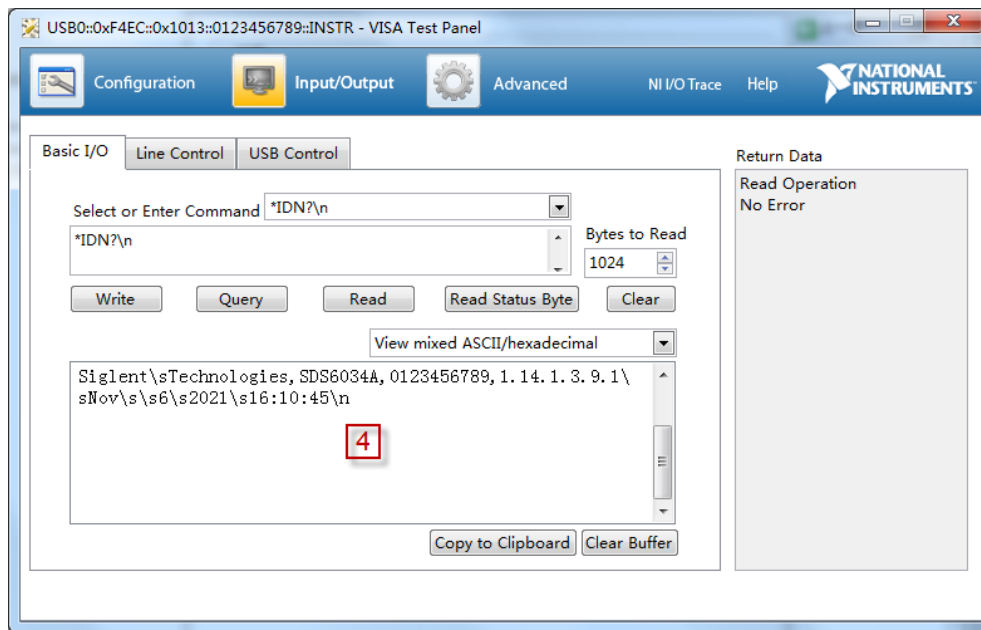 USB0::0xF4EC::0x1013::0123456789::INSTR - VISA Test Panel
Configuration
Input/Output
Advanced
NI I/O Trace
Help
NATIONAL
INSTRUMENTS
Basic I/O
Line Control
USB Control
Return Data
Read Operation
No Error
Select or Enter Command
*IDN?\n
*IDN?\n
Bytes to Read
1024
Write
Query
Read
Read Status Byte
Clear
View mixed ASCII/hexadecimal
Siglent\sTechnologies,SDS6034A,0123456789,1.14.1.3.9.1\
sNov\s\s6\s2021\s16:10:45\n
4
Copy to Clipboard
Clear Buffer